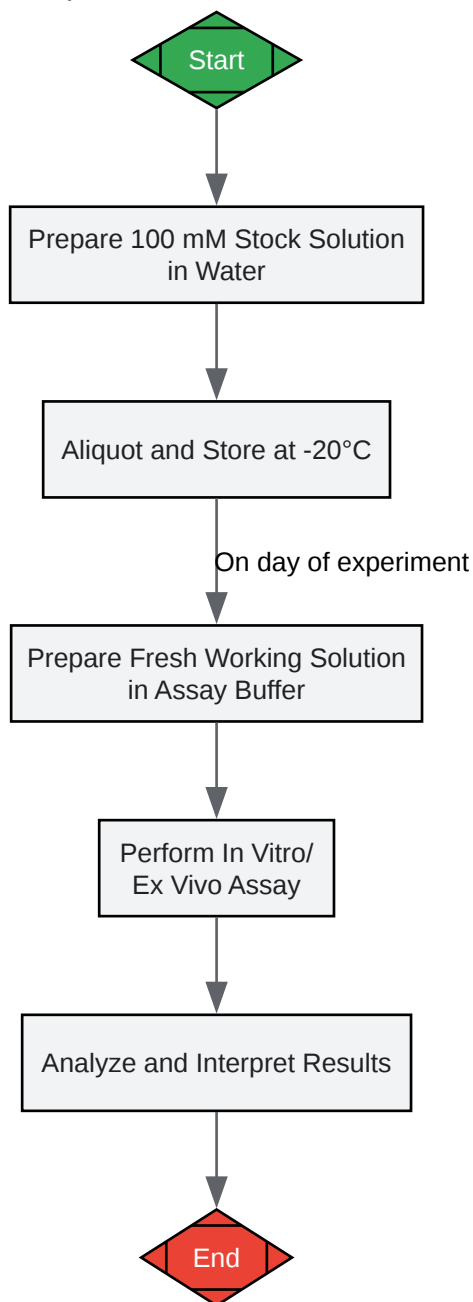 Start
Prepare 100 mM Stock Solution
in Water
Aliquot and Store at -20°C
On day of experiment
Prepare Fresh Working Solution
in Assay Buffer
Perform In Vitro/
Ex Vivo Assay
Analyze and Interpret Results
End